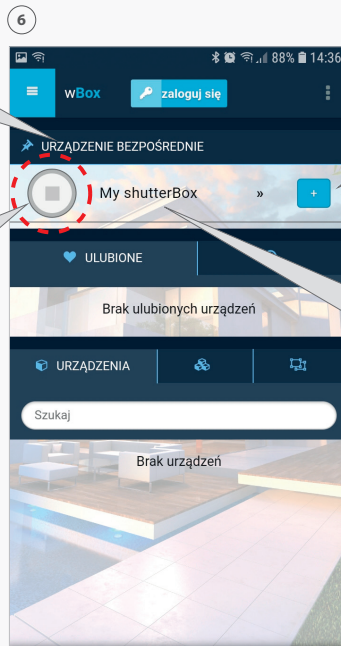 6
88% 14:36
wBox
zaloguj się
URZĄDZENIE BEZPOŚREDNIE
My shutterBox » +
ULUBIONE
Brak ulubionych urządzeń
URZĄDZENIA
Szukaj
Brak urządzeń